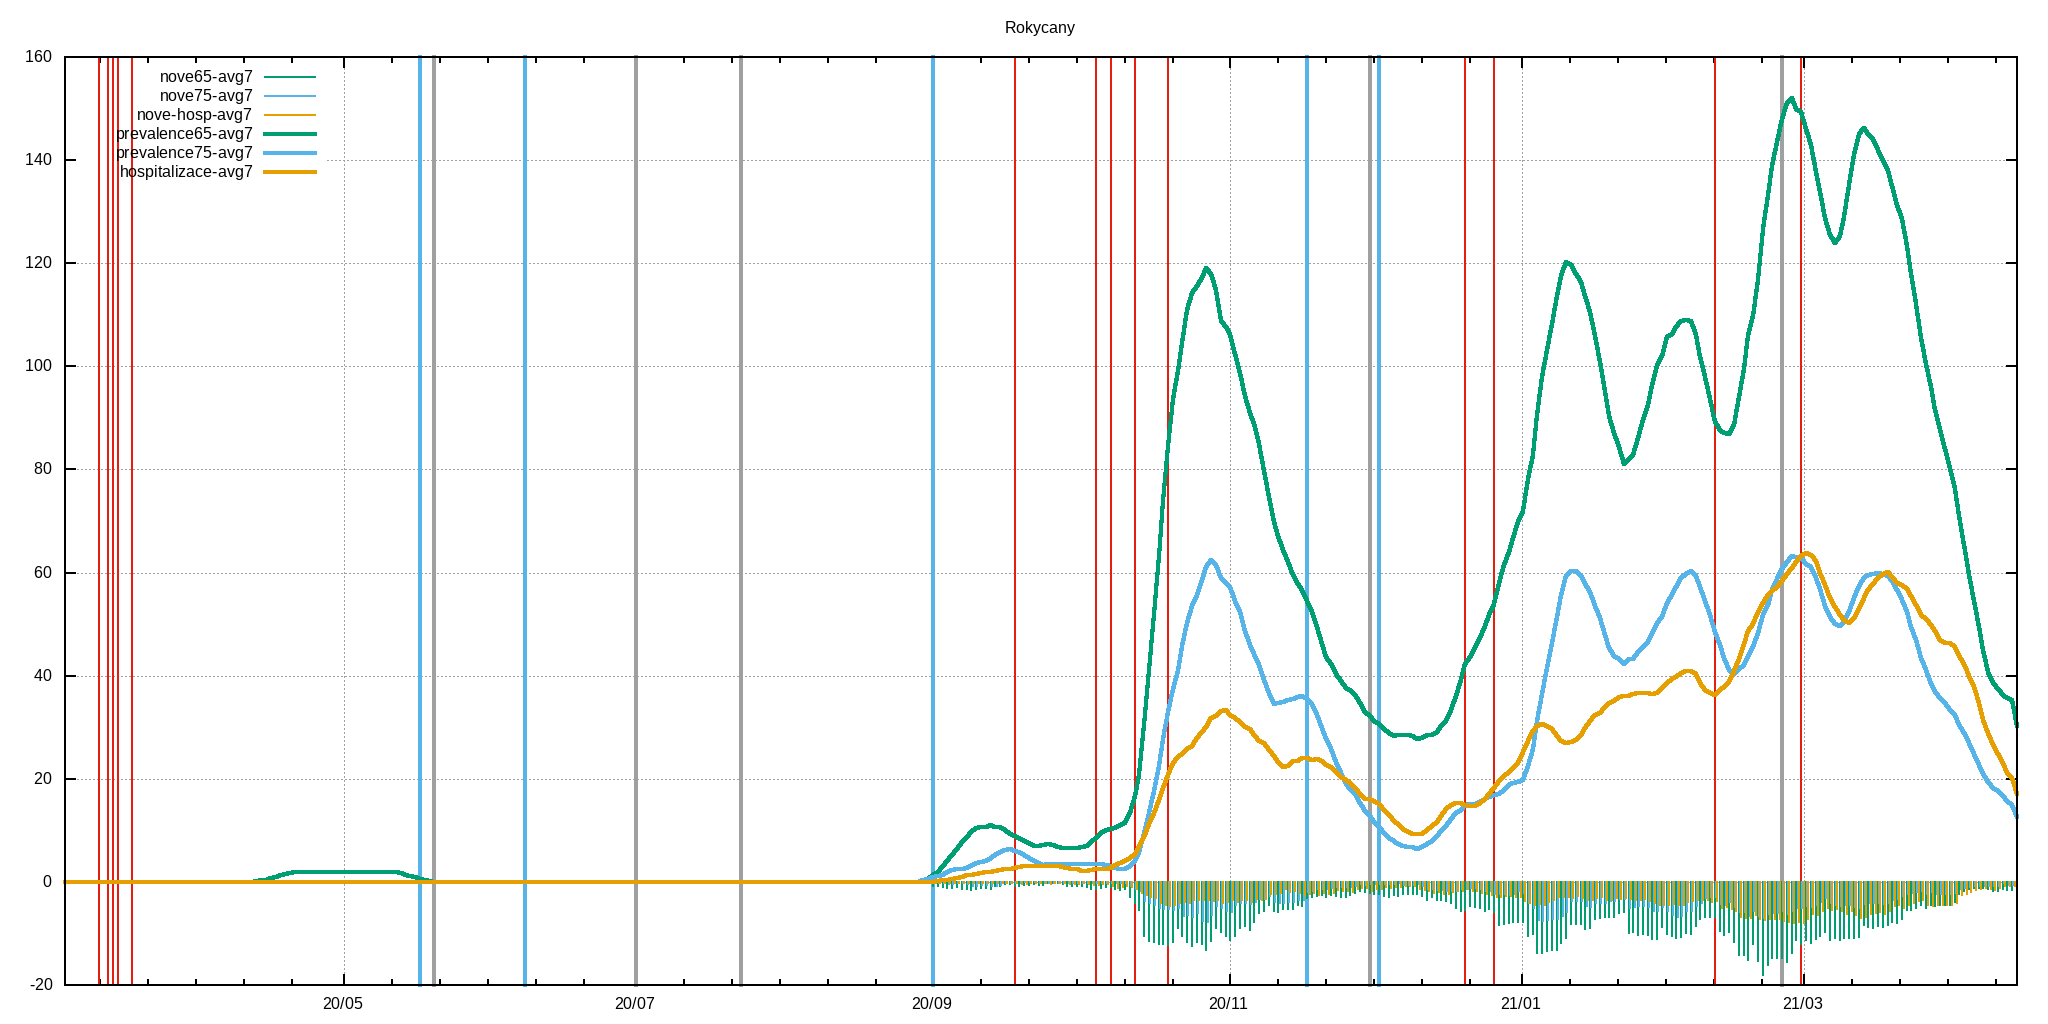 Rokycany
160
140
120
100
80
60
40
20
0
-20
nove65-avg7
nove75-avg7
nove-hosp-avg7
prevalence65-avg7
prevalence75-avg7
hospitalizace-avg7
20/05 20/07 20/09 20/11 21/01 21/03